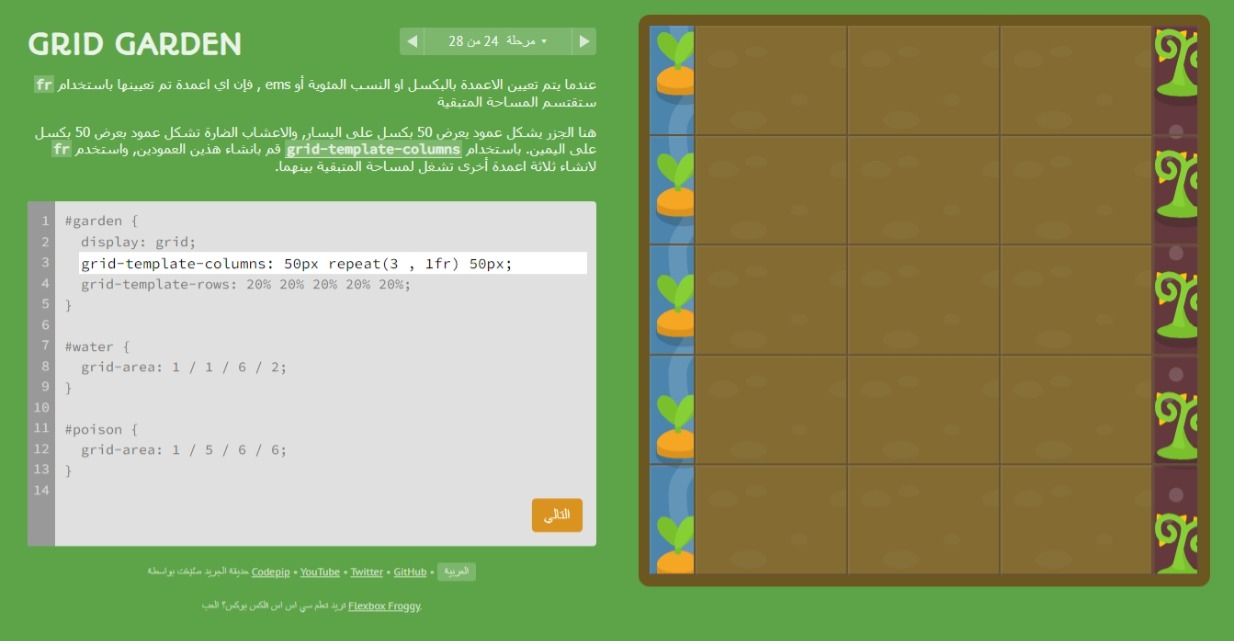 GRID GARDEN
◀ مرحلة 24 من 28 ▾ ▶
عندما يتم تعيين الاعمدة بالبكسل او النسب المئوية أو ems , فإن اي اعمدة تم تعيينها باستخدام fr
ستقتسم المساحة المتبقية
هنا الجزر يشكل عمود بعرض 50 بكسل على اليسار, والاعشاب الضارة تشكل عمود بعرض 50 بكسل
على اليمين. باستخدام grid-template-columns قم بانشاء هذين العمودين, واستخدم fr
لانشاء ثلاثة اعمدة أخرى تشغل لمساحة المتبقية بينهما.
1 #garden {
2 display: grid;
3 grid-template-columns: 50px repeat(3 , 1fr) 50px;
4 grid-template-rows: 20% 20% 20% 20% 20%;
5 }
6
7 #water {
8 grid-area: 1 / 1 / 6 / 2;
9 }
10
11 #poison {
12 grid-area: 1 / 5 / 6 / 6;
13 }
14
التالي
حديقة الجريد صنعت بواسطة Codepip • YouTube • Twitter • GitHub • العربية
تريد تعلم سي اس اس فلكس بوكس؟ العب Flexbox Froggy.